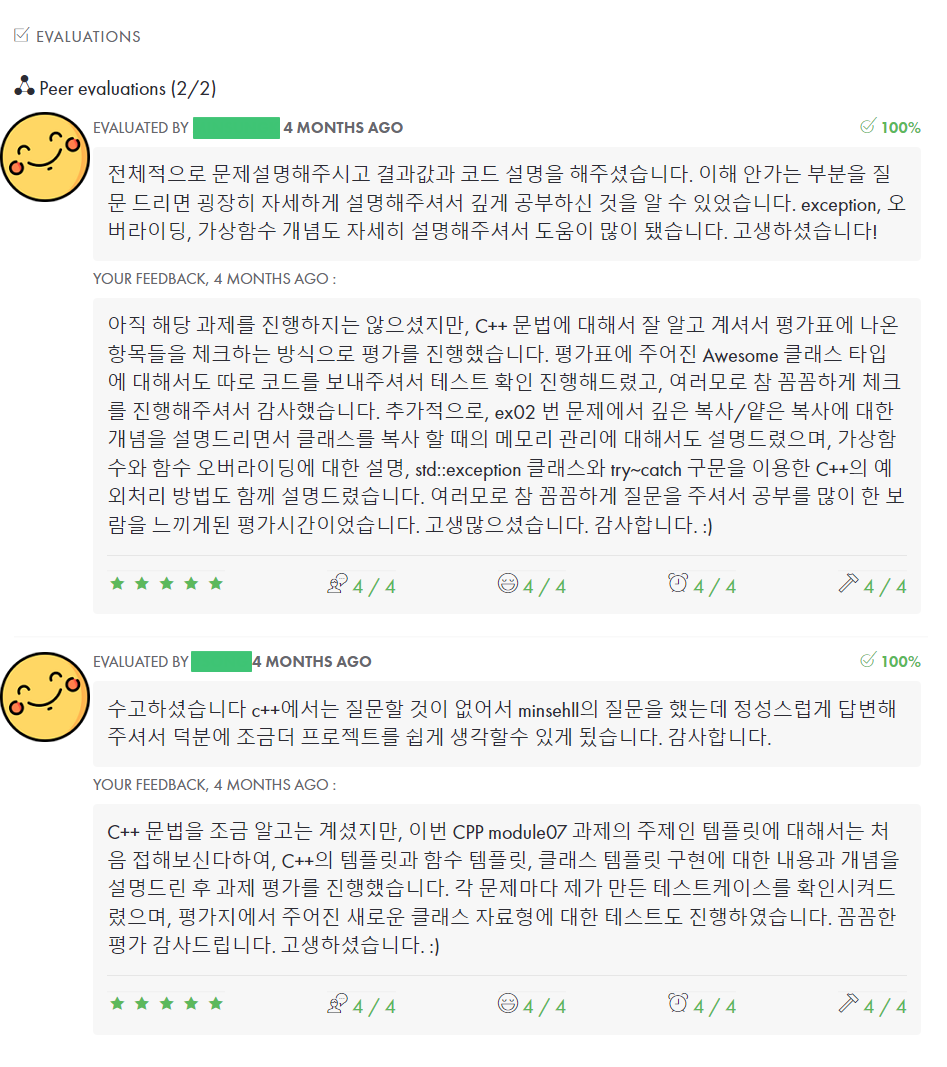 EVALUATIONS
Peer evaluations (2/2)
EVALUATED BY 4 MONTHS AGO
100%
전체적으로 문제설명해주시고 결과값과 코드 설명을 해주셨습니다. 이해 안가는 부분을 질
문 드리면 굉장히 자세하게 설명해주셔서 깊게 공부하신 것을 알 수 있었습니다. exception, 오
버라이딩, 가상함수 개념도 자세히 설명해주셔서 도움이 많이 됐습니다. 고생하셨습니다!
YOUR FEEDBACK, 4 MONTHS AGO :
아직 해당 과제를 진행하지는 않으셨지만, C++ 문법에 대해서 잘 알고 계셔서 평가표에 나온
항목들을 체크하는 방식으로 평가를 진행했습니다. 평가표에 주어진 Awesome 클래스 타입
에 대해서도 따로 코드를 보내주셔서 테스트 확인 진행해드렸고, 여러모로 참 꼼꼼하게 체크
를 진행해주셔서 감사했습니다. 추가적으로, ex02 번 문제에서 깊은 복사/얕은 복사에 대한
개념을 설명드리면서 클래스를 복사 할 때의 메모리 관리에 대해서도 설명드렸으며, 가상함
수와 함수 오버라이딩에 대한 설명, std::exception 클래스와 try~catch 구문을 이용한 C++의 예
외처리 방법도 함께 설명드렸습니다. 여러모로 참 꼼꼼하게 질문을 주셔서 공부를 많이 한 보
람을 느끼게된 평가시간이었습니다. 고생많으셨습니다. 감사합니다. :)
4 / 4 4 / 4 4 / 4 4 / 4
EVALUATED BY 4 MONTHS AGO
100%
수고하셨습니다 c++에서는 질문할 것이 없어서 minsehll의 질문을 했는데 정성스럽게 답변해
주셔서 덕분에 조금더 프로젝트를 쉽게 생각할수 있게 됬습니다. 감사합니다.
YOUR FEEDBACK, 4 MONTHS AGO :
C++ 문법을 조금 알고는 계셨지만, 이번 CPP module07 과제의 주제인 템플릿에 대해서는 처
음 접해보신다하여, C++의 템플릿과 함수 템플릿, 클래스 템플릿 구현에 대한 내용과 개념을
설명드린 후 과제 평가를 진행했습니다. 각 문제마다 제가 만든 테스트케이스를 확인시켜드
렸으며, 평가지에서 주어진 새로운 클래스 자료형에 대한 테스트도 진행하였습니다. 꼼꼼한
평가 감사드립니다. 고생하셨습니다. :)
4 / 4 4 / 4 4 / 4 4 / 4